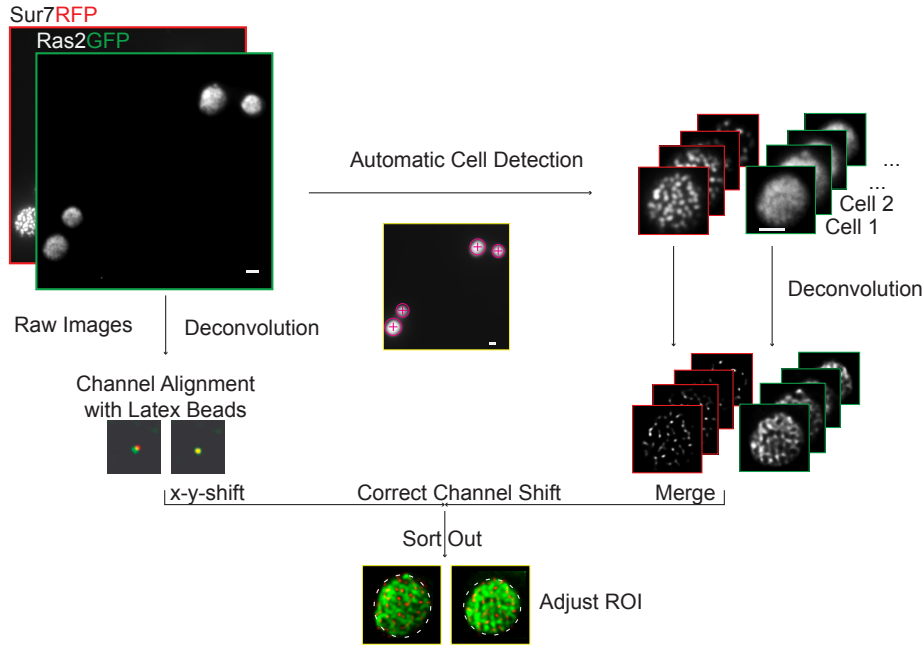 Sur7RFP
Ras2GFP
Automatic Cell Detection
...
...
Cell 2
Cell 1
Raw Images
Deconvolution
Deconvolution
Channel Alignment
with Latex Beads
x-y-shift
Correct Channel Shift
Merge
Sort Out
Adjust ROI